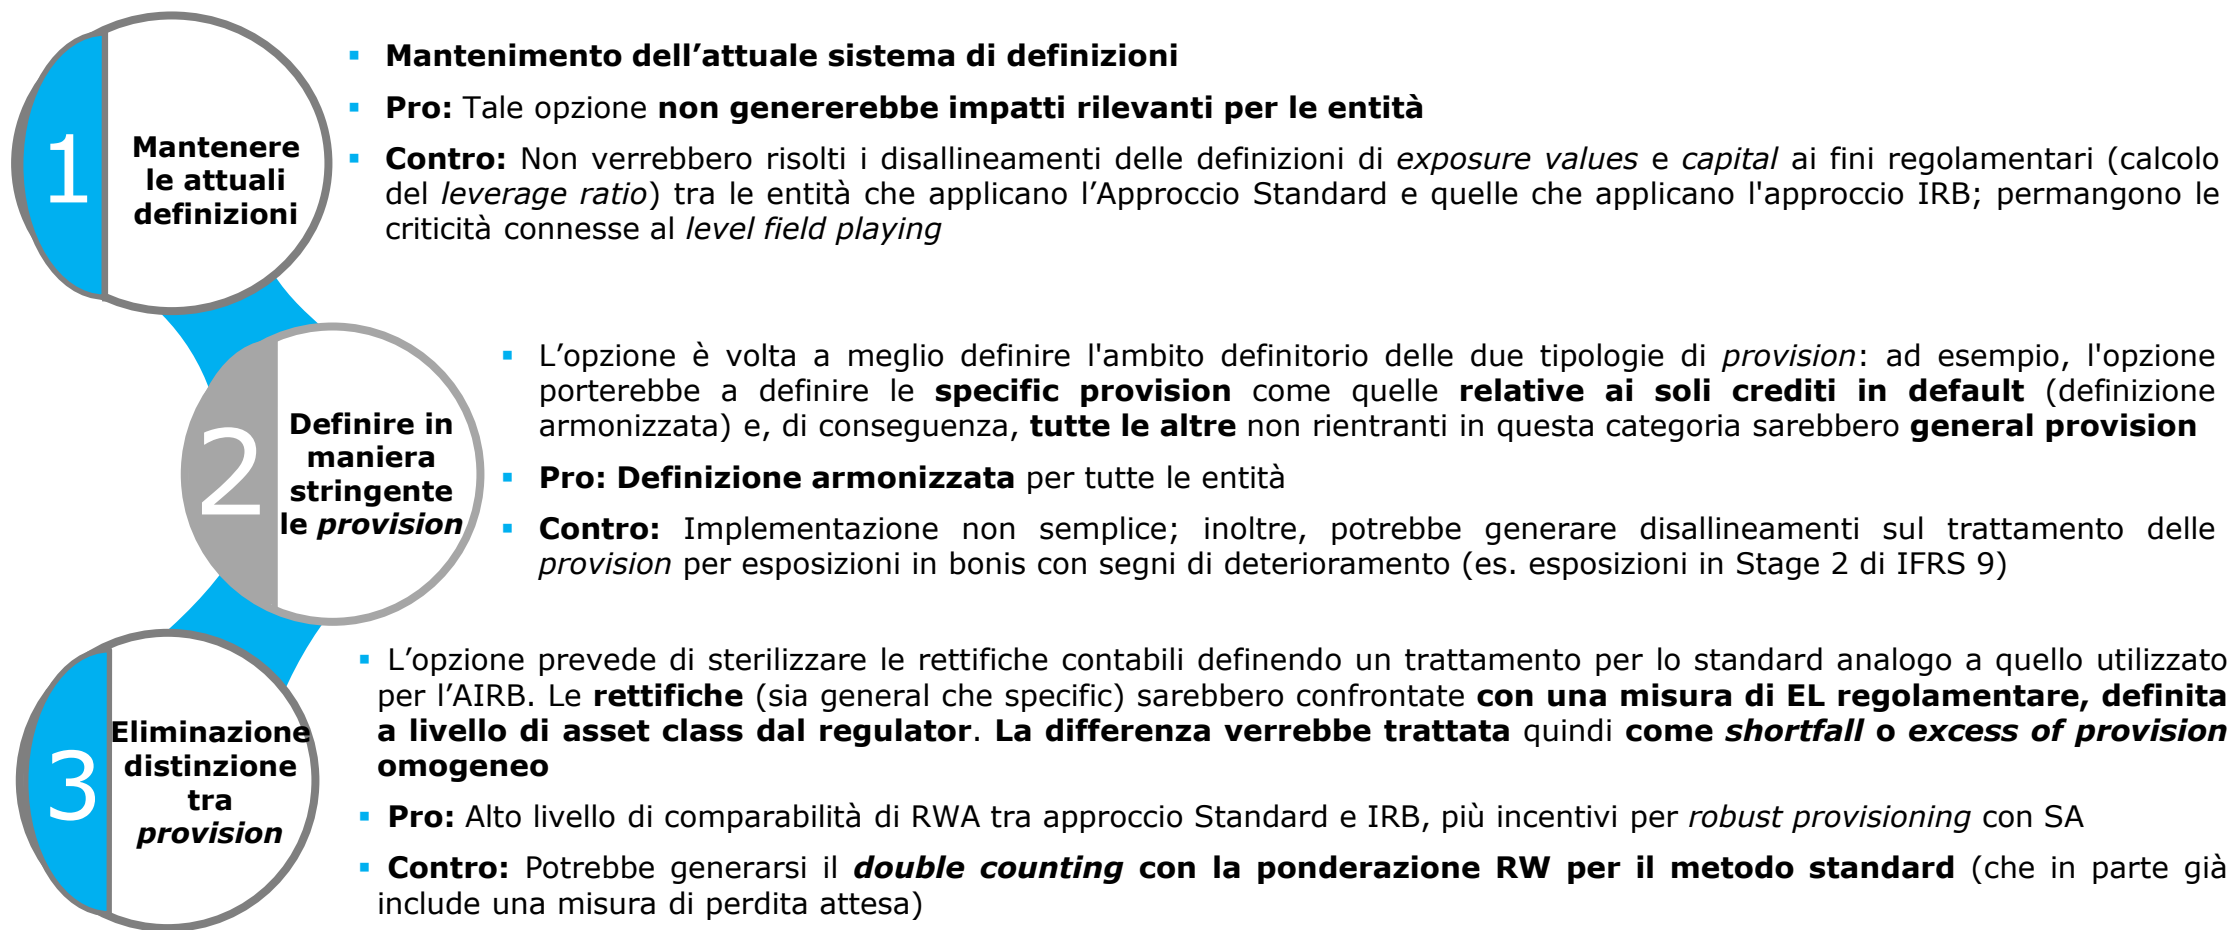 1
Mantenere
le attuali
definizioni
▪ Mantenimento dell’attuale sistema di definizioni
▪ Pro: Tale opzione non genererebbe impatti rilevanti per le entità
▪ Contro: Non verrebbero risolti i disallineamenti delle definizioni di exposure values e capital ai fini regolamentari (calcolo
del leverage ratio) tra le entità che applicano l’Approccio Standard e quelle che applicano l'approccio IRB; permangono le
criticità connesse al level field playing
2
Definire in
maniera
stringente
le provision
▪ L’opzione è volta a meglio definire l'ambito definitorio delle due tipologie di provision: ad esempio, l'opzione
porterebbe a definire le specific provision come quelle relative ai soli crediti in default (definizione
armonizzata) e, di conseguenza, tutte le altre non rientranti in questa categoria sarebbero general provision
▪ Pro: Definizione armonizzata per tutte le entità
▪ Contro: Implementazione non semplice; inoltre, potrebbe generare disallineamenti sul trattamento delle
provision per esposizioni in bonis con segni di deterioramento (es. esposizioni in Stage 2 di IFRS 9)
3
Eliminazione
distinzione
tra
provision
▪ L’opzione prevede di sterilizzare le rettifiche contabili definendo un trattamento per lo standard analogo a quello utilizzato
per l’AIRB. Le rettifiche (sia general che specific) sarebbero confrontate con una misura di EL regolamentare, definita
a livello di asset class dal regulator. La differenza verrebbe trattata quindi come shortfall o excess of provision
omogeneo
▪ Pro: Alto livello di comparabilità di RWA tra approccio Standard e IRB, più incentivi per robust provisioning con SA
▪ Contro: Potrebbe generarsi il double counting con la ponderazione RW per il metodo standard (che in parte già
include una misura di perdita attesa)